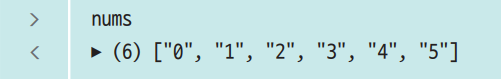 > nums
< ▶ (6) ["0", "1", "2", "3", "4", "5"]